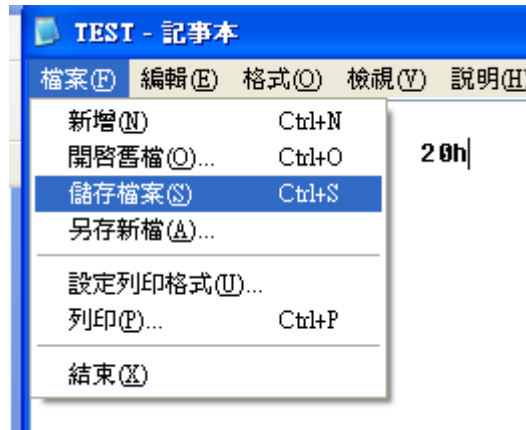 TEST - 記事本
檔案(F) 編輯(E) 格式(O) 檢視(V) 說明(H
新增(N) Ctrl+N
開啓舊檔(O)... Ctrl+O
20h
儲存檔案(S) Ctrl+S
另存新檔(A)...
設定列印格式(U)...
列印(P)... Ctrl+P
結束(X)